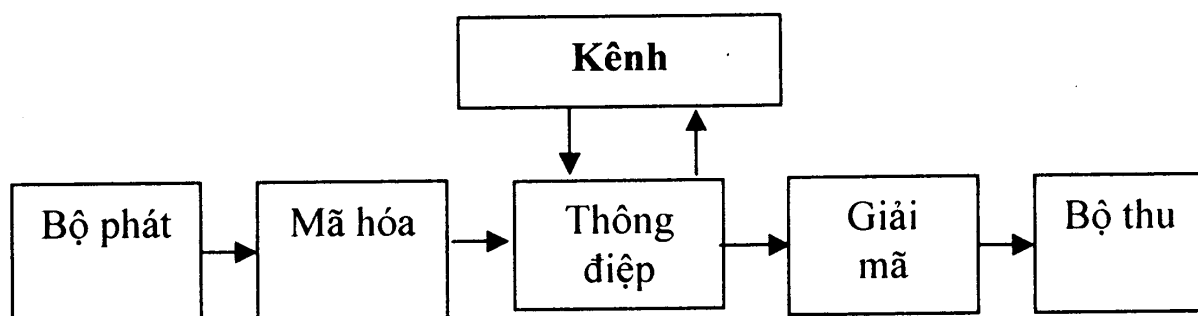 Kênh
Bộ phát
Mã hóa
Thông
điệp
Giải
mã
Bộ thu